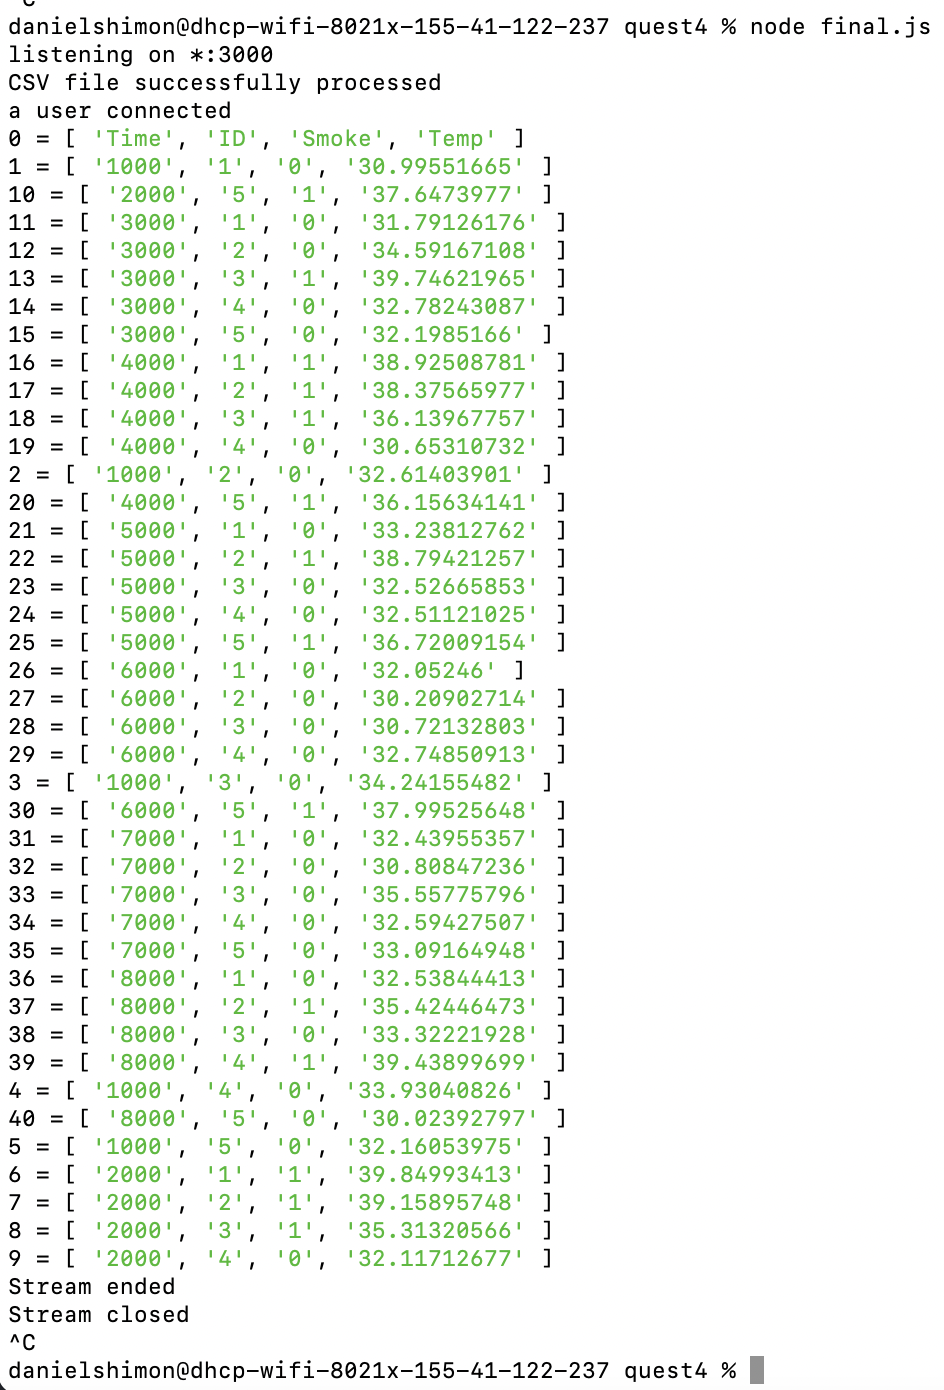 ^C
danielshimon@dhcp-wifi-8021x-155-41-122-237 quest4 % node final.js
listening on *:3000
CSV file successfully processed
a user connected
0 = [ 'Time', 'ID', 'Smoke', 'Temp' ]
1 = [ '1000', '1', '0', '30.99551665' ]
10 = [ '2000', '5', '1', '37.6473977' ]
11 = [ '3000', '1', '0', '31.79126176' ]
12 = [ '3000', '2', '0', '34.59167108' ]
13 = [ '3000', '3', '1', '39.74621965' ]
14 = [ '3000', '4', '0', '32.78243087' ]
15 = [ '3000', '5', '0', '32.1985166' ]
16 = [ '4000', '1', '1', '38.92508781' ]
17 = [ '4000', '2', '1', '38.37565977' ]
18 = [ '4000', '3', '1', '36.13967757' ]
19 = [ '4000', '4', '0', '30.65310732' ]
2 = [ '1000', '2', '0', '32.61403901' ]
20 = [ '4000', '5', '1', '36.15634141' ]
21 = [ '5000', '1', '0', '33.23812762' ]
22 = [ '5000', '2', '1', '38.79421257' ]
23 = [ '5000', '3', '0', '32.52665853' ]
24 = [ '5000', '4', '0', '32.51121025' ]
25 = [ '5000', '5', '1', '36.72009154' ]
26 = [ '6000', '1', '0', '32.05246' ]
27 = [ '6000', '2', '0', '30.20902714' ]
28 = [ '6000', '3', '0', '30.72132803' ]
29 = [ '6000', '4', '0', '32.74850913' ]
3 = [ '1000', '3', '0', '34.24155482' ]
30 = [ '6000', '5', '1', '37.99525648' ]
31 = [ '7000', '1', '0', '32.43955357' ]
32 = [ '7000', '2', '0', '30.80847236' ]
33 = [ '7000', '3', '0', '35.55775796' ]
34 = [ '7000', '4', '0', '32.59427507' ]
35 = [ '7000', '5', '0', '33.09164948' ]
36 = [ '8000', '1', '0', '32.53844413' ]
37 = [ '8000', '2', '1', '35.42446473' ]
38 = [ '8000', '3', '0', '33.32221928' ]
39 = [ '8000', '4', '1', '39.43899699' ]
4 = [ '1000', '4', '0', '33.93040826' ]
40 = [ '8000', '5', '0', '30.02392797' ]
5 = [ '1000', '5', '0', '32.16053975' ]
6 = [ '2000', '1', '1', '39.84993413' ]
7 = [ '2000', '2', '1', '39.15895748' ]
8 = [ '2000', '3', '1', '35.31320566' ]
9 = [ '2000', '4', '0', '32.11712677' ]
Stream ended
Stream closed
^C
danielshimon@dhcp-wifi-8021x-155-41-122-237 quest4 %